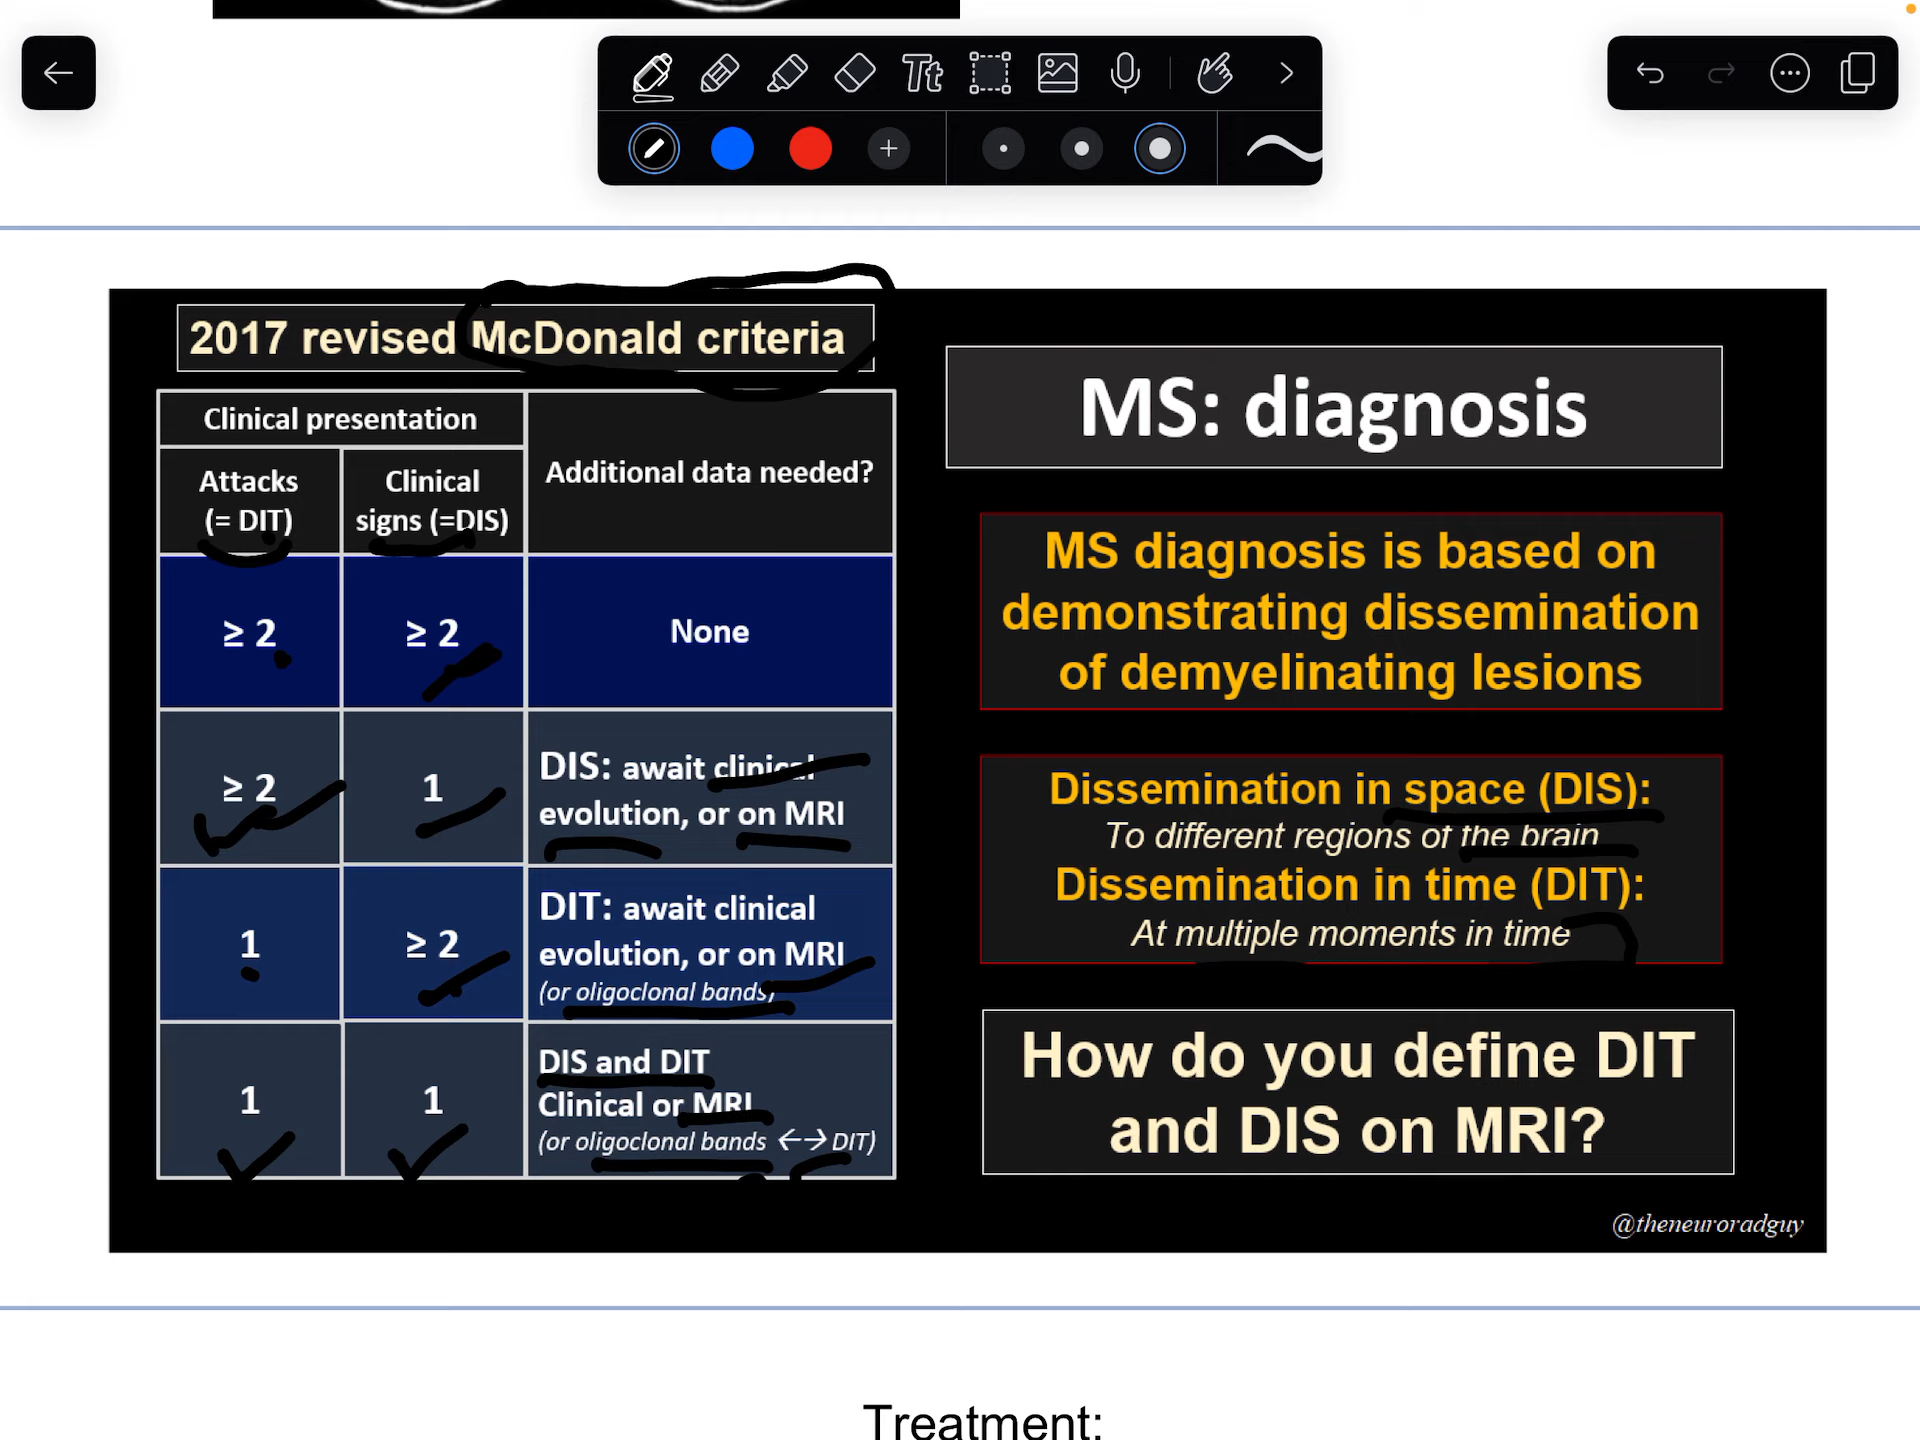 Tt
2017 revised McDonald criteria
Clinical presentation
Attacks
(= DIT)
Clinical
signs (=DIS)
Additional data needed?
≥ 2
≥ 2
None
≥ 2
1
DIS: await clinical
evolution, or on MRI
1
≥ 2
DIT: await clinical
evolution, or on MRI
(or oligoclonal bands)
1
1
DIS and DIT
Clinical or MRI
(or oligoclonal bands ←→ DIT)
MS: diagnosis
MS diagnosis is based on
demonstrating dissemination
of demyelinating lesions
Dissemination in space (DIS):
To different regions of the brain
Dissemination in time (DIT):
At multiple moments in time
How do you define DIT
and DIS on MRI?
@theneuroradguy
Treatment: